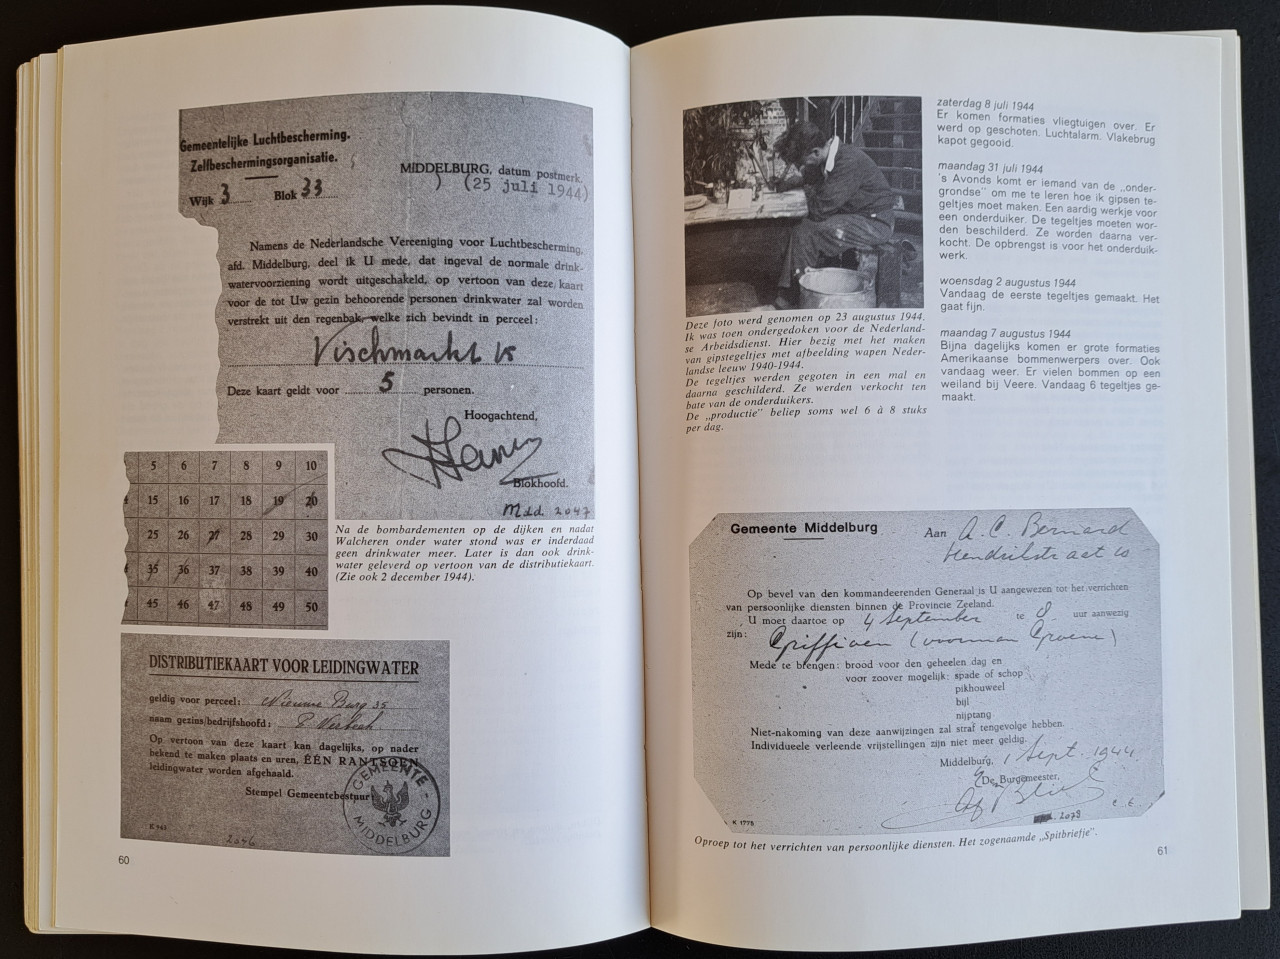 Gemeentelijke Luchtbescherming.
Zelfbeschermingsorganisatie.
Wijk 3 Blok 33
MIDDELBURG, datum postmerk.
(25 juli 1944)
Namens de Nederlandsche Vereeniging voor Luchtbescherming,
afd. Middelburg, deel ik U mede, dat ingeval de normale drink-
watervoorziening wordt uitgeschakeld, op vertoon van deze kaart
voor de tot Uw gezin behoorende personen drinkwater zal worden
verstrekt uit den regenbak, welke zich bevindt in perceel:
Vischmarkt
Deze kaart geldt voor 5 personen.
Hoogachtend,
Blokhoofd.
Mdd. 2047
5 6 7 8 9 10
15 16 17 18 19 20
25 26 27 28 29 30
35 36 37 38 39 40
45 46 47 48 49 50
Na de bombardementen op de dijken en nadat
Walcheren onder water stond was er inderdaad
geen drinkwater meer. Later is dan ook drink-
water geleverd op vertoon van de distributiekaart.
(Zie ook 2 december 1944).
DISTRIBUTIEKAART VOOR LEIDINGWATER
geldig voor perceel: Nieuwe Burg 35
naam gezins/bedrijfshoofd:
Op vertoon van deze kaart kan dagelijks, op nader
bekend te maken plaats en uren, ÉÉN RANTSOEN
leidingwater worden afgehaald.
Stempel Gemeentebestuur
GEMEENTE MIDDELBURG
2046
60
Deze foto werd genomen op 23 augustus 1944.
Ik was toen ondergedoken voor de Nederland-
se Arbeidsdienst. Hier bezig met het maken
van gipstegeltjes met afbeelding wapen Neder-
landse leeuw 1940-1944.
De tegeltjes werden gegoten in een mal en
daarna geschilderd. Ze werden verkocht ten
bate van de onderduikers.
De „productie" beliep soms wel 6 à 8 stuks
per dag.
zaterdag 8 juli 1944
Er komen formaties vliegtuigen over. Er
werd op geschoten. Luchtalarm. Vlakebrug
kapot gegooid.
maandag 31 juli 1944
's Avonds komt er iemand van de „onder-
grondse" om me te leren hoe ik gipsen te-
geltjes moet maken. Een aardig werkje voor
een onderduiker. De tegeltjes moeten wor-
den beschilderd. Ze worden daarna ver-
kocht. De opbrengst is voor het onderduik-
werk.
woensdag 2 augustus 1944
Vandaag de eerste tegeltjes gemaakt. Het
gaat fijn.
maandag 7 augustus 1944
Bijna dagelijks komen er grote formaties
Amerikaanse bommenwerpers over. Ook
vandaag weer. Er vielen bommen op een
weiland bij Veere. Vandaag 6 tegeltjes ge-
maakt.
Gemeente Middelburg
Aan A. C. Bernard
Op bevel van den kommandeerenden Generaal is U aangewezen tot het verrichten
van persoonlijke diensten binnen de Provincie Zeeland.
U moet daartoe op 4 September te 8 uur aanwezig
zijn: Griffioen (voorman Groene)
Mede te brengen: brood voor den geheelen dag en
voor zoover mogelijk: spade of schop
pikhouweel
bijl
nijptang
Niet-nakoming van deze aanwijzingen zal straf tengevolge hebben.
Individueele verleende vrijstellingen zijn niet meer geldig.
Middelburg, 1 Sept. 1944
De Burgemeester,
K 1778
2079
Oproep tot het verrichten van persoonlijke diensten. Het zogenaamde „Spitbriefje".
61